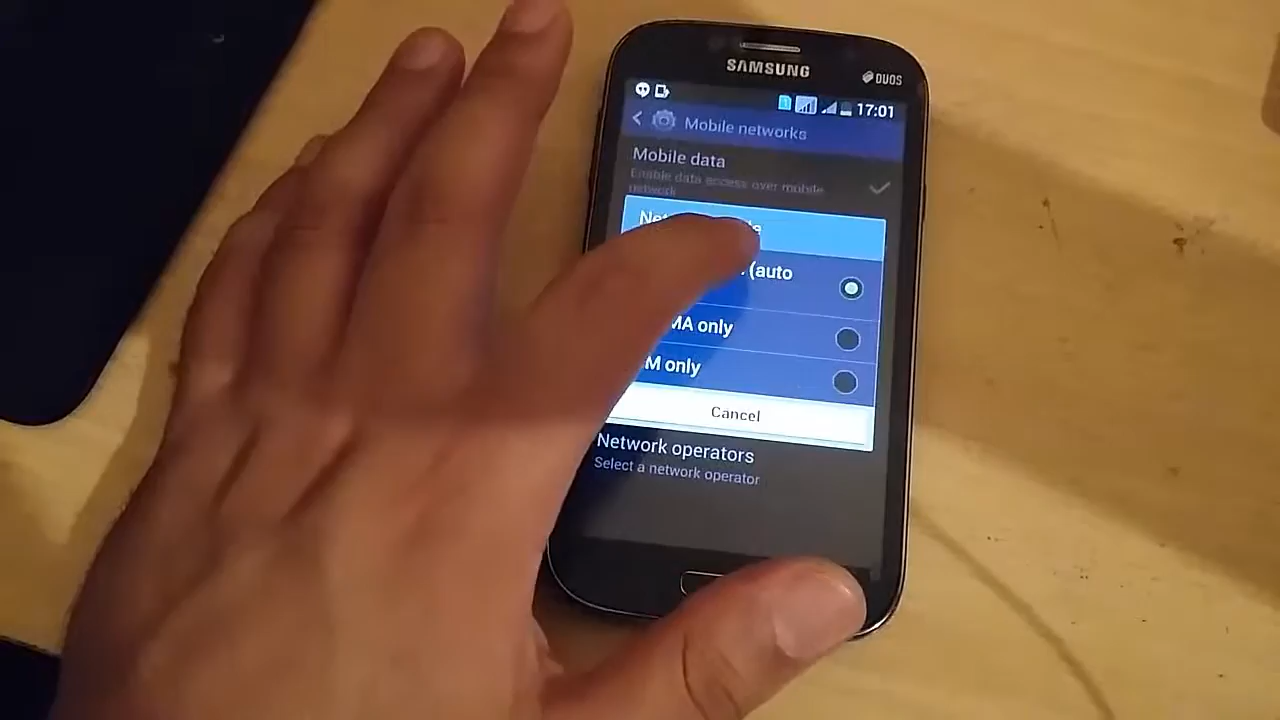 SAMSUNG
DUOS
17:01
Mobile networks
Mobile data
Enable data access over mobile
network
(auto
MA only
M only
Cancel
Network operators
Select a network operator